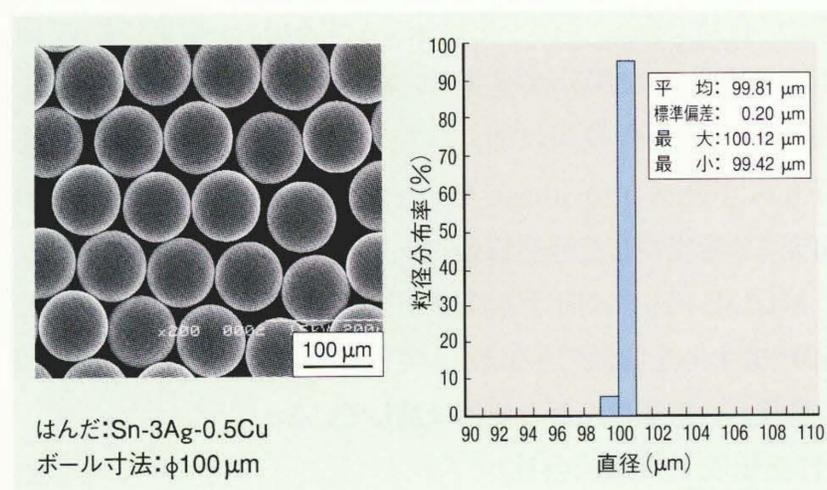 x200 0002
100 μm
はんだ:Sn-3Ag-0.5Cu
ボール寸法:φ100μm
粒径分布率(%)
100
90
80
70
60
50
40
30
20
10
0
平 均: 99.81 μm
標準偏差: 0.20 μm
最 大:100.12 μm
最 小: 99.42 μm
90 92 94 96 98 100 102 104 106 108 110
直径(μm)